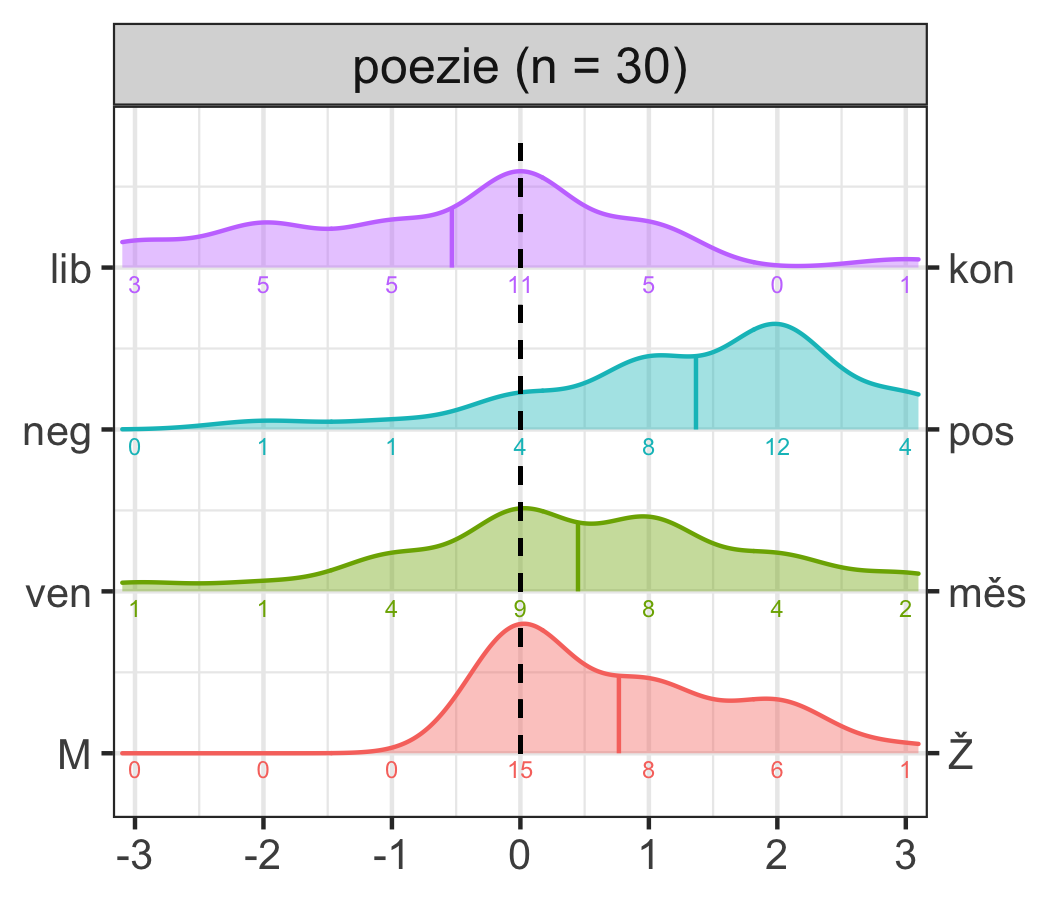 poezie (n = 30)
lib kon
3 5 5 11 5 0 1
neg pos
0 1 1 4 8 12 4
ven měs
1 1 4 9 8 4 2
M Ž
0 0 0 15 8 6 1
-3 -2 -1 0 1 2 3